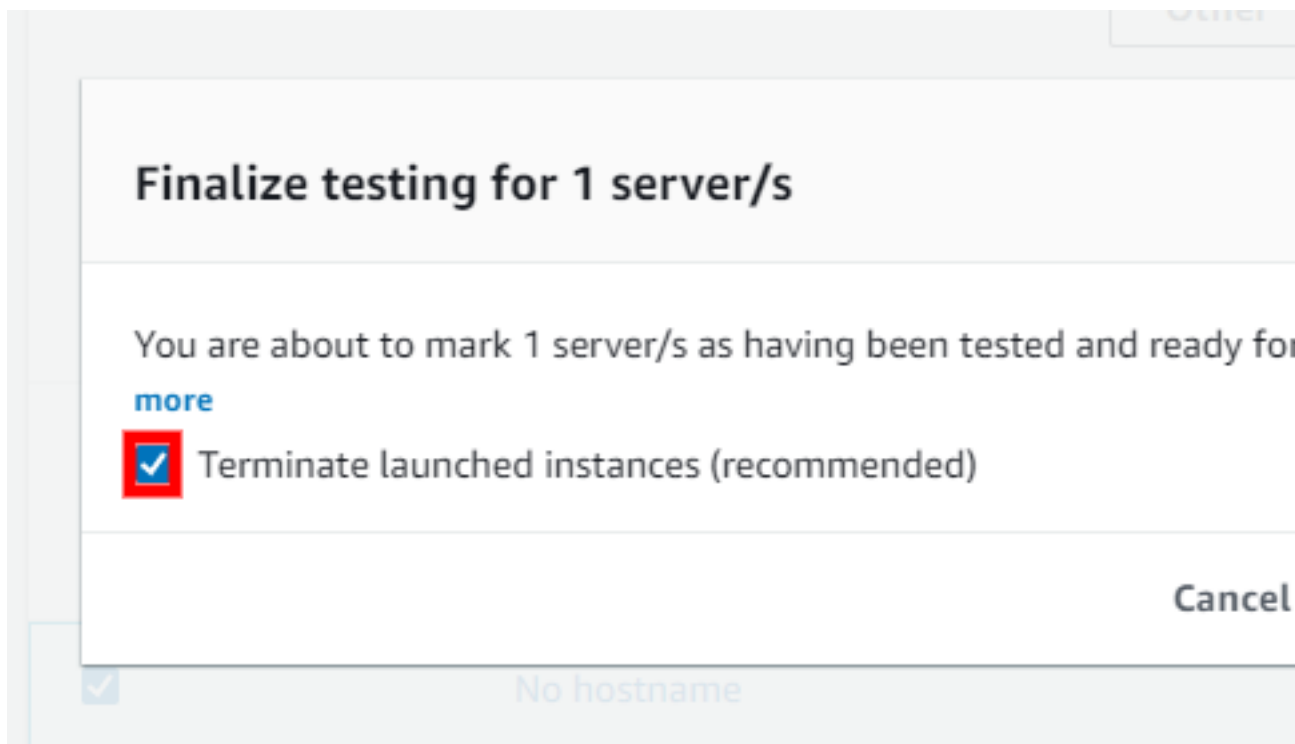 Other
Finalize testing for 1 server/s
You are about to mark 1 server/s as having been tested and ready for
more
Terminate launched instances (recommended)
Cancel
No hostname